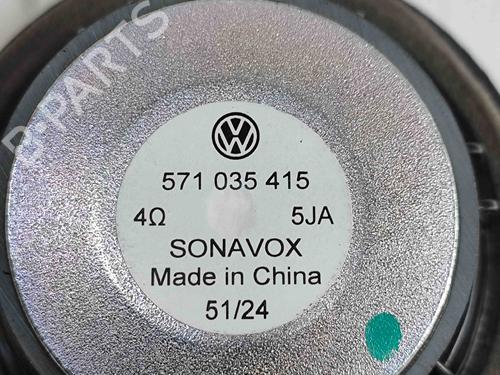 B-PARTS
571 035 415
4Ω 5JA
SONAVOX
Made in China
51/24